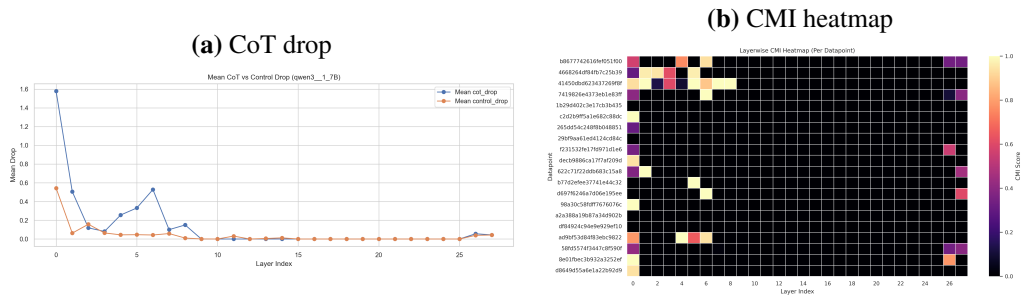 (a) CoT drop
Mean CoT vs Control Drop (qwen3__1_7B)
Mean cot_drop
Mean control_drop
Mean Drop
1.6
1.4
1.2
1.0
0.8
0.6
0.4
0.2
0.0
0 5 10 15 20 25
Layer Index
(b) CMI heatmap
Layerwise CMI Heatmap (Per Datapoint)
Datapoint
b8677742616fef051f00
4668264df84fb7c25b39
41450dbd623437269f8f
7419826e4373eb1e83ff
1b29d402c3e17cb3b435
c2d2b9ff5a1e682c88dc
265dd54c248f8b048851
29bf9aa61ed4124cd84c
f231532fe17fd971d1e6
decb9886ca17f7af209d
622c71f22ddb683c15a8
b77d2efee37741e44c32
d697f6246a7d06e195ee
98a30c58fdff7676076c
a2a388a19b87a34d902b
df84924c94e9e929ef10
ad9bf53d84f83ebc9822
58fd5574f3447c8f590f
8e01fbec3b932a3252ef
d8649d55a6e1a22b92d9
0 2 4 6 8 10 12 14 16 18 20 22 24 26
Layer Index
1.0
0.8
0.6
0.4
0.2
0.0
CMI Score